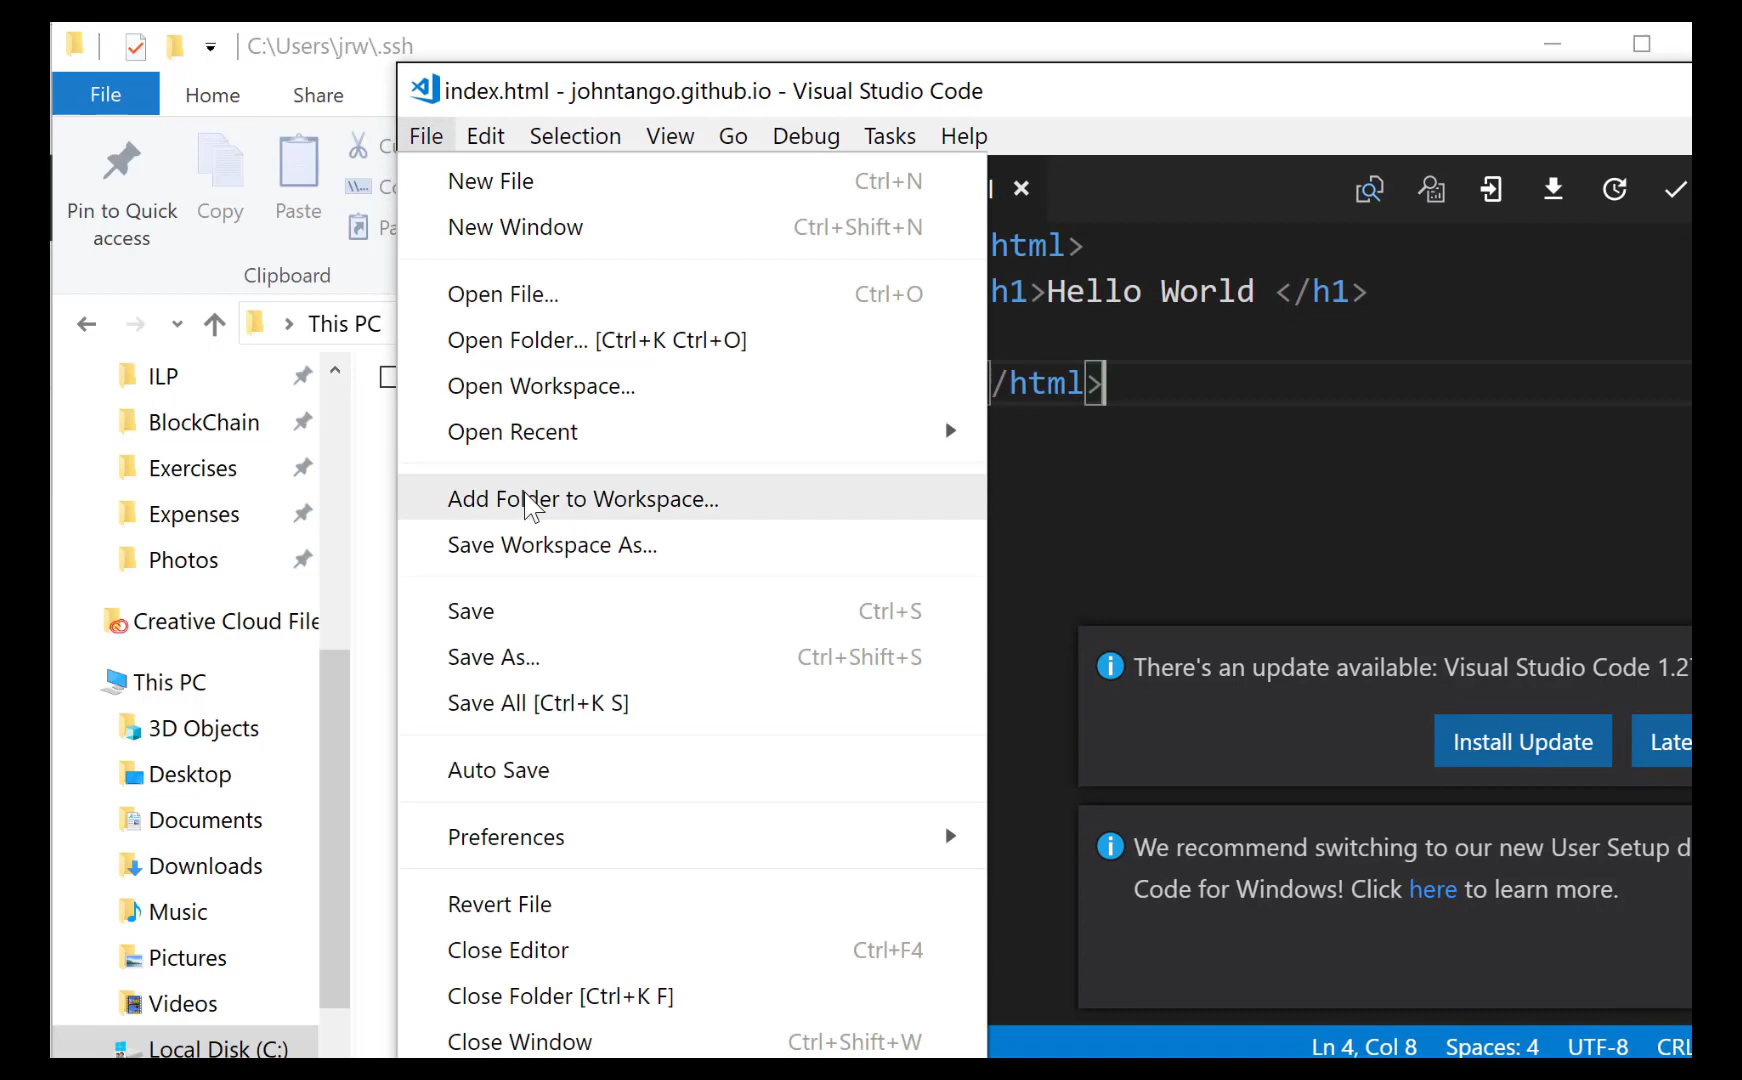 C:\Users\jrw\.ssh
File Home Share
Pin to Quick access
Copy
Paste
Clipboard
This PC
ILP
BlockChain
Exercises
Expenses
Photos
Creative Cloud File
This PC
3D Objects
Desktop
Documents
Downloads
Music
Pictures
Videos
Local Disk (C:)
index.html - johntango.github.io - Visual Studio Code
File Edit Selection View Go Debug Tasks Help
New File Ctrl+N
New Window Ctrl+Shift+N
Open File... Ctrl+O
Open Folder... [Ctrl+K Ctrl+O]
Open Workspace...
Open Recent
Add Folder to Workspace...
Save Workspace As...
Save Ctrl+S
Save As... Ctrl+Shift+S
Save All [Ctrl+K S]
Auto Save
Preferences
Revert File
Close Editor Ctrl+F4
Close Folder [Ctrl+K F]
Close Window Ctrl+Shift+W
html>
h1>Hello World </h1>
/html>
There's an update available: Visual Studio Code 1.2
Install Update Late
We recommend switching to our new User Setup d
Code for Windows! Click here to learn more.
Ln 4, Col 8 Spaces: 4 UTF-8 CRL